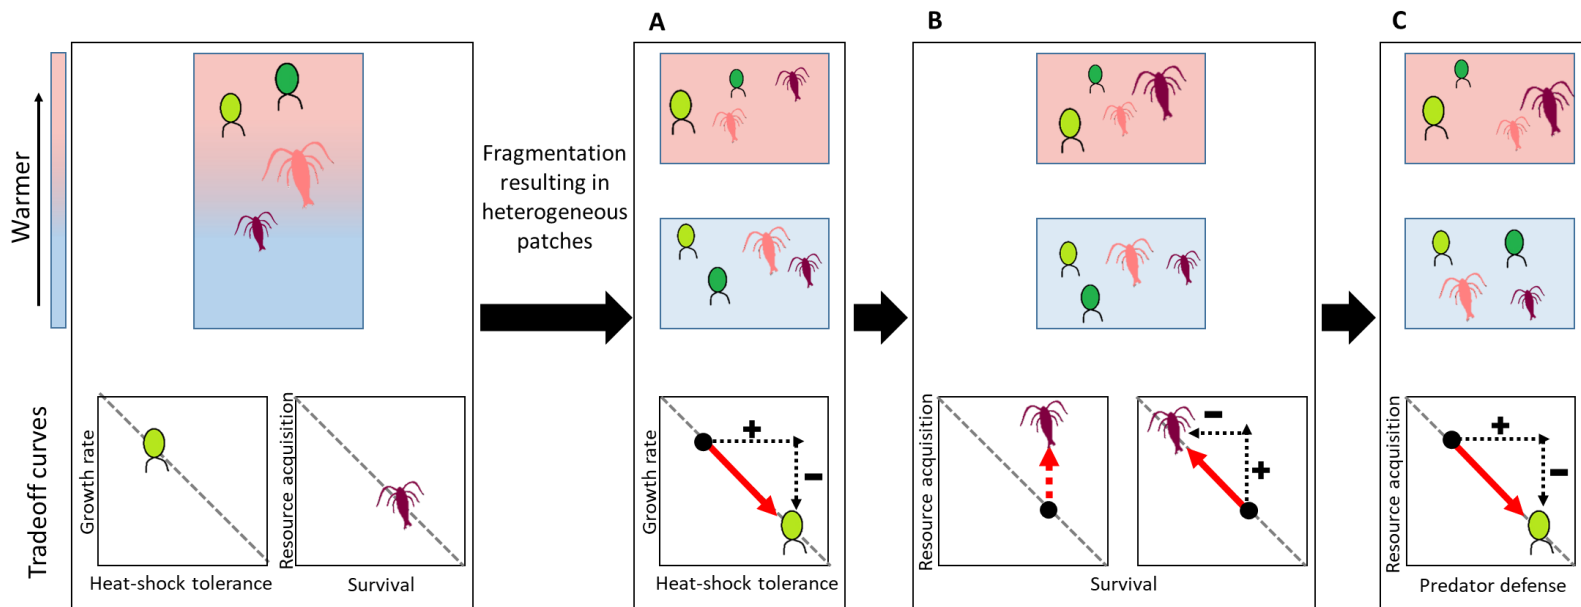 A
B
C
Warmer
Fragmentation
resulting in
heterogeneous
patches
Tradeoff curves
Growth rate
Heat-shock tolerance
Resource acquisition
Survival
Growth rate
+
−
Heat-shock tolerance
Resource acquisition
−
+
Survival
Resource acquisition
+
−
Predator defense